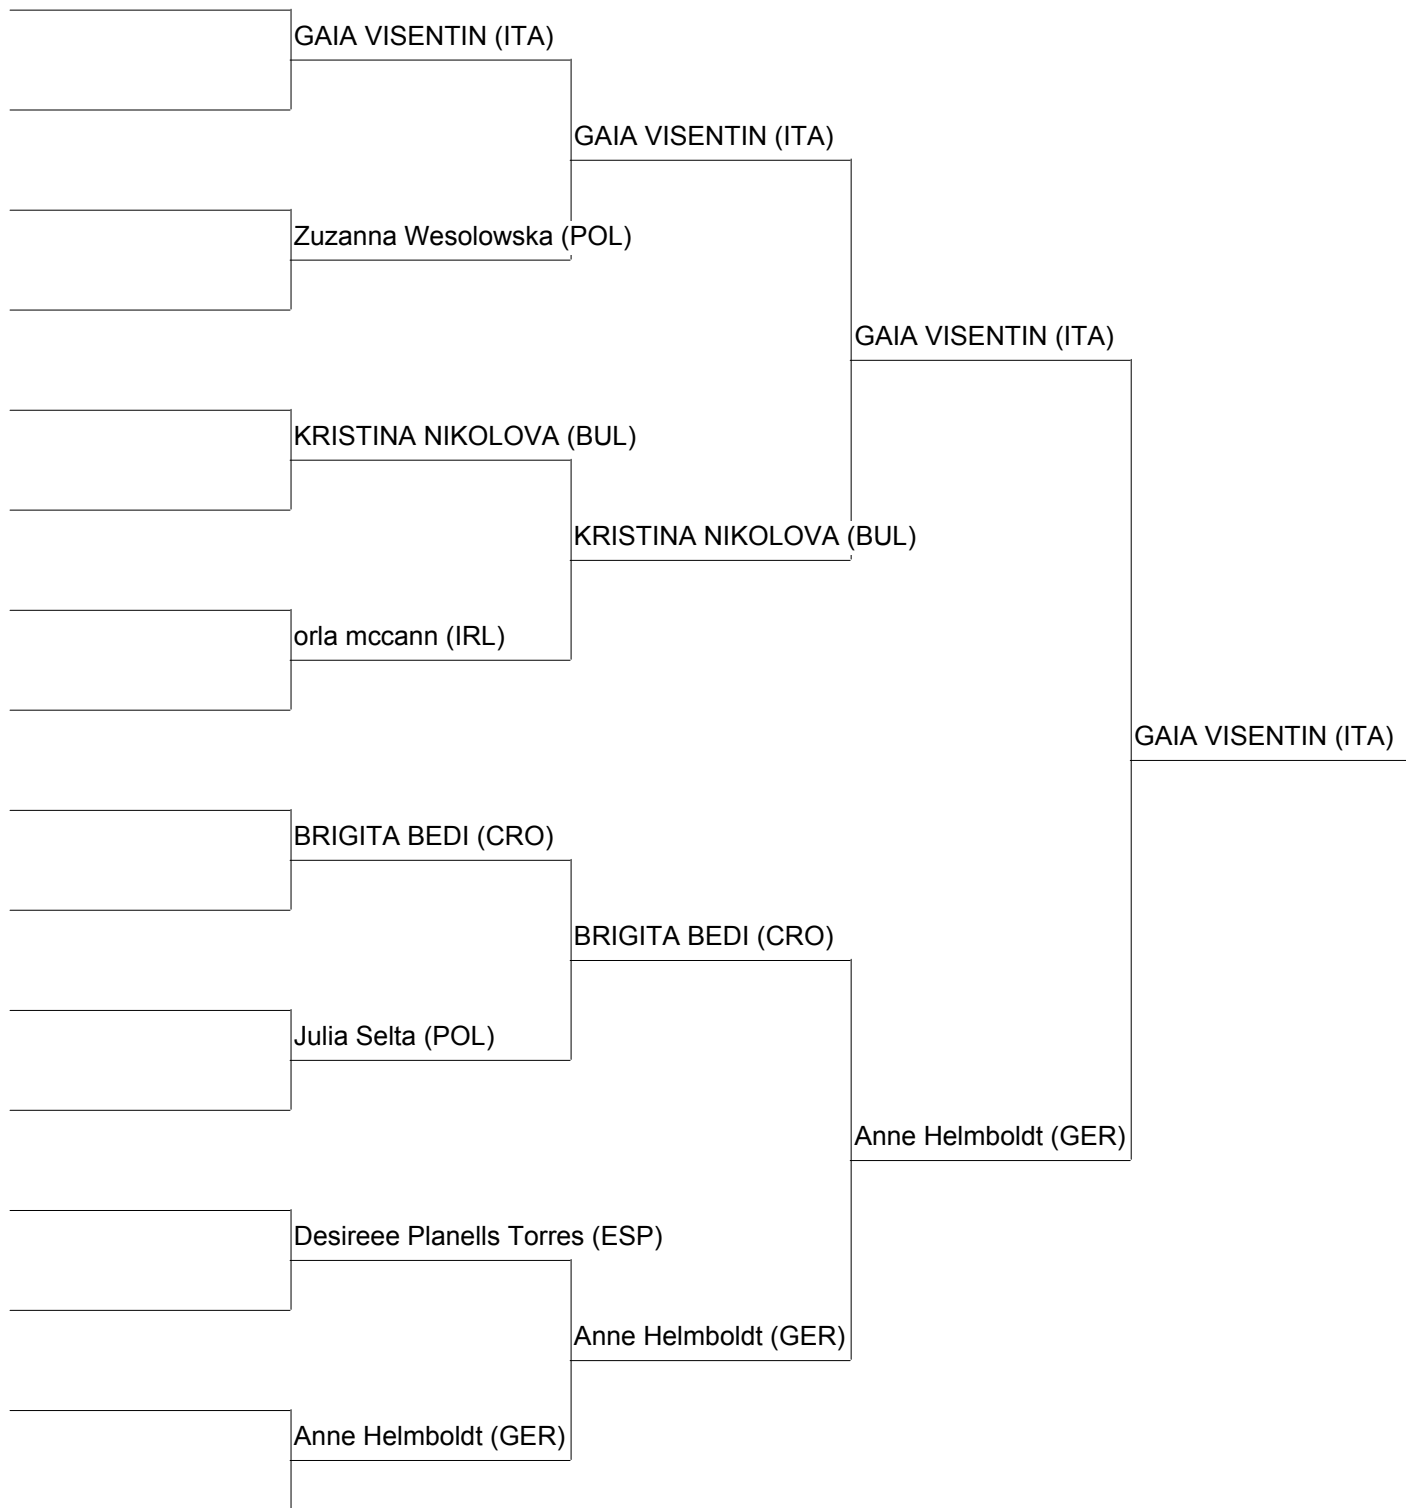 GAIA VISENTIN (ITA)
GAIA VISENTIN (ITA)
Zuzanna Wesolowska (POL)
GAIA VISENTIN (ITA)
KRISTINA NIKOLOVA (BUL)
KRISTINA NIKOLOVA (BUL)
orla mccann (IRL)
GAIA VISENTIN (ITA)
BRIGITA BEDI (CRO)
BRIGITA BEDI (CRO)
Julia Selta (POL)
Anne Helmboldt (GER)
Desireee Planells Torres (ESP)
Anne Helmboldt (GER)
Anne Helmboldt (GER)